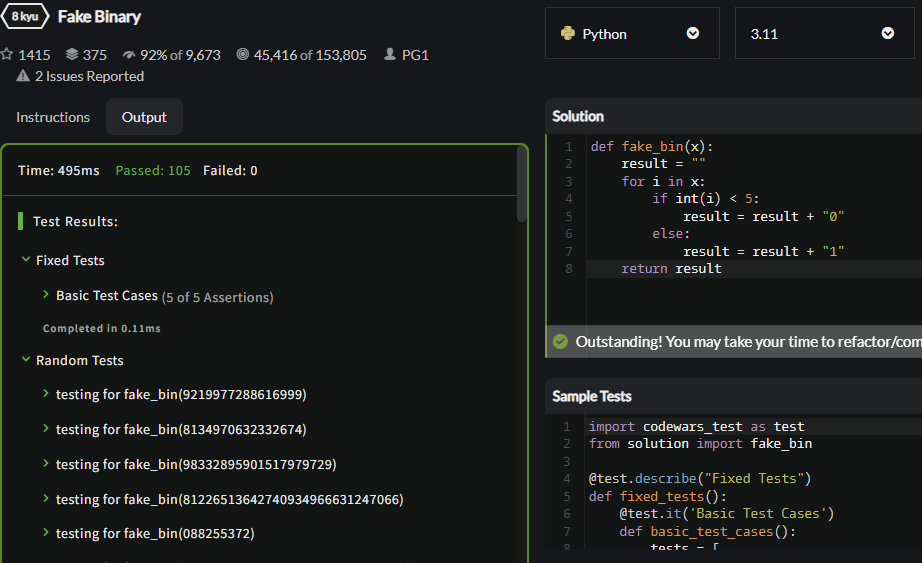 8 kyu Fake Binary
1415 375 92% of 9,673 45,416 of 153,805 PG1
2 Issues Reported
Instructions Output
Time: 495ms Passed: 105 Failed: 0
Test Results:
Fixed Tests
Basic Test Cases (5 of 5 Assertions)
Completed in 0.11ms
Random Tests
testing for fake_bin(9219977288616999)
testing for fake_bin(8134970632332674)
testing for fake_bin(98332895901517979729)
testing for fake_bin(81226513642740934966631247066)
testing for fake_bin(088255372)
Python 3.11
Solution
1 def fake_bin(x):
2 result = ""
3 for i in x:
4 if int(i) < 5:
5 result = result + "0"
6 else:
7 result = result + "1"
8 return result
Outstanding! You may take your time to refactor/com
Sample Tests
1 import codewars_test as test
2 from solution import fake_bin
3
4 @test.describe("Fixed Tests")
5 def fixed_tests():
6 @test.it('Basic Test Cases')
7 def basic_test_cases():
8 tests = [